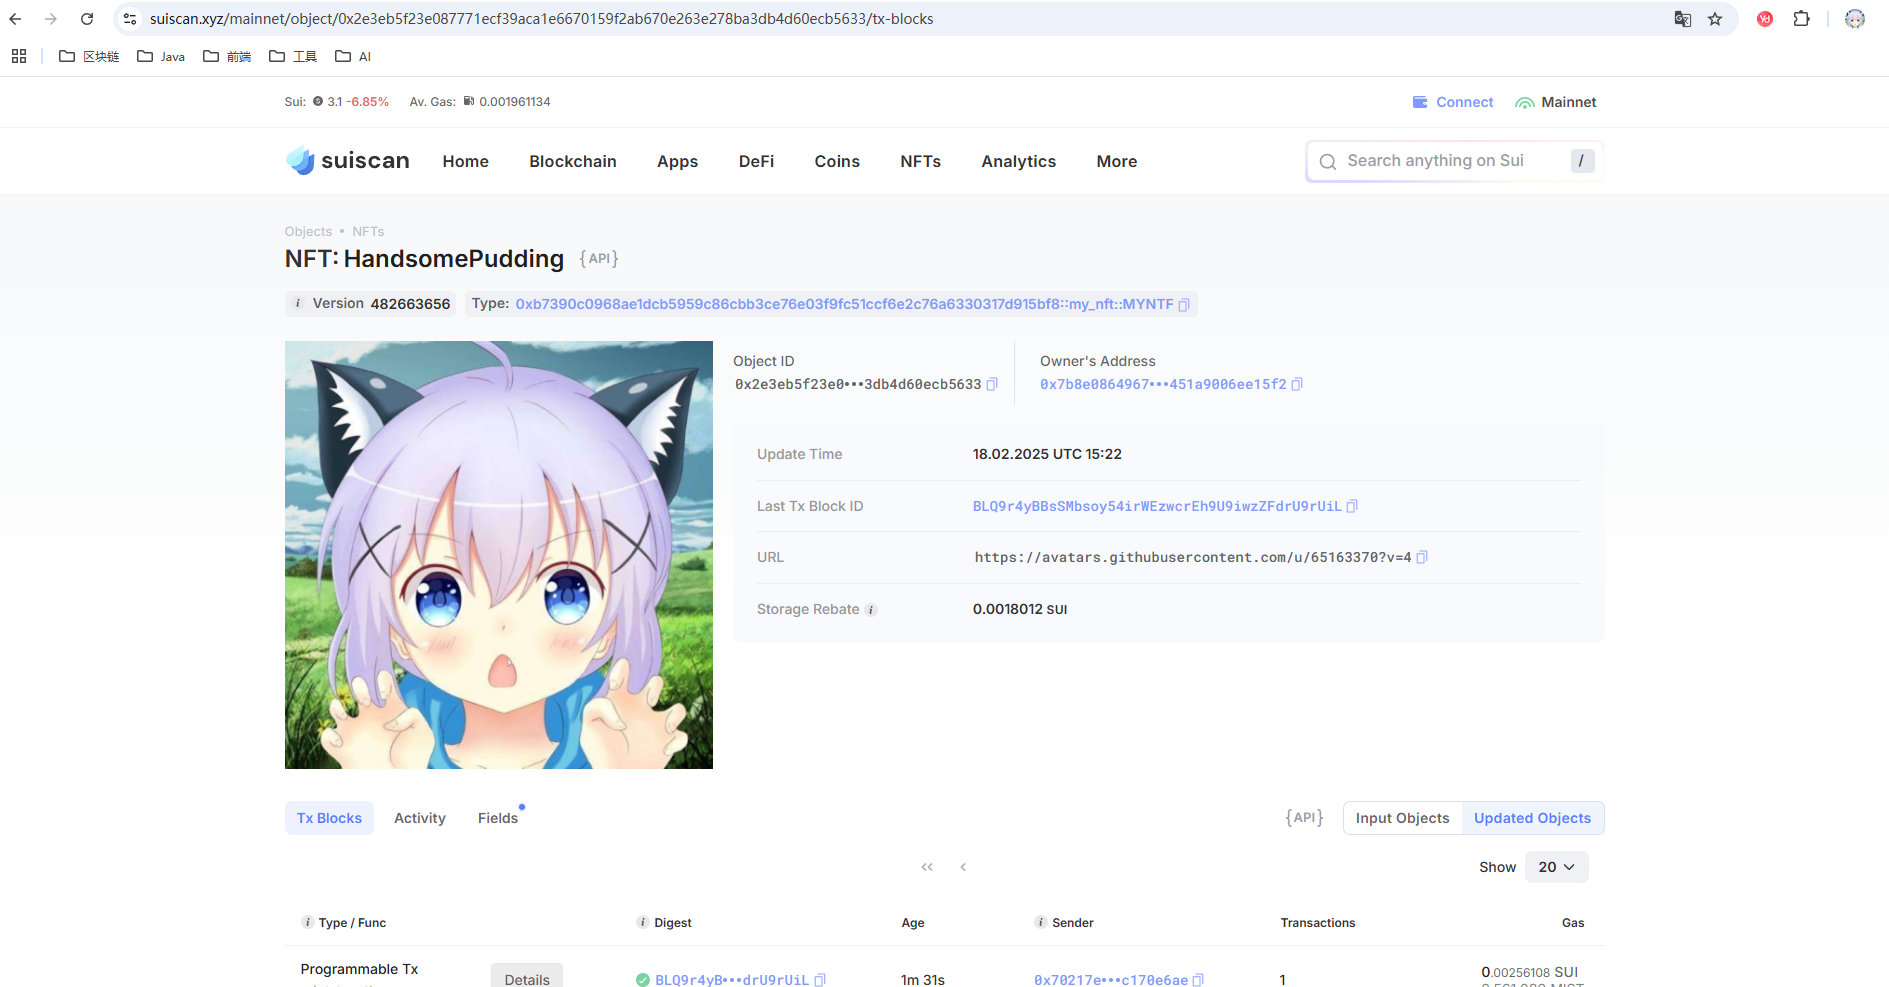 suiscan.xyz/mainnet/object/0x2e3eb5f23e087771ecf39aca1e6670159f2ab670e263e278ba3db4d60ecb5633/tx-blocks
区块链 Java 前端 工具 AI
Sui: 3.1 -6.85% Av. Gas: 0.001961134 Connect Mainnet
suiscan Home Blockchain Apps DeFi Coins NFTs Analytics More Search anything on Sui /
Objects • NFTs
NFT: HandsomePudding {API}
i Version 482663656 Type: 0xb7390c0968ae1dcb5959c86cbb3ce76e03f9fc51ccf6e2c76a6330317d915bf8::my_nft::MYNTF
Object ID Owner's Address
0x2e3eb5f23e0•••3db4d60ecb5633 0x7b8e0864967•••451a9006ee15f2
Update Time 18.02.2025 UTC 15:22
Last Tx Block ID BLQ9r4yBBsSMbsoy54irWEzwcrEh9U9iwzZFdrU9rUiL
URL https://avatars.githubusercontent.com/u/65163370?v=4
Storage Rebate i 0.0018012 SUI
Tx Blocks Activity Fields {API} Input Objects Updated Objects
Show 20
i Type / Func i Digest Age i Sender Transactions Gas
Programmable Tx Details BLQ9r4yB•••drU9rUiL 1m 31s 0x70217e•••c170e6ae 1 0.00256108 SUI